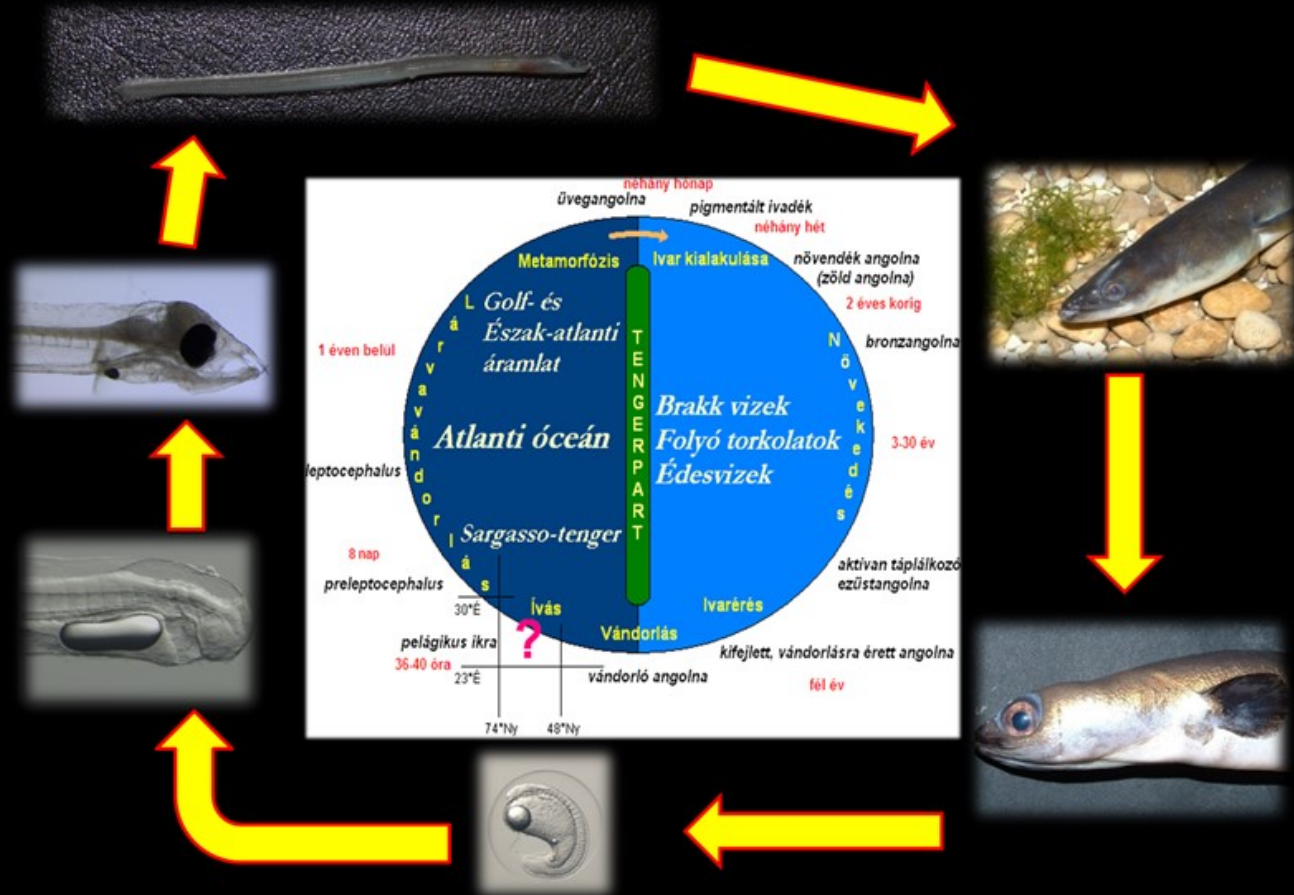 néhány hónap
üvegangolna
pigmentált ivadék
néhány hét
Metamorfózis
Ivar kialakulása
növendék angolna
(zöld angolna)
2 éves korig
bronzangolna
Golf- és
Észak-atlanti
áramlat
Lárvavándorlás
1 éven belül
TENGERPART
Növekedés
Brakk vizek
Folyó torkolatok
Édesvizek
Atlanti óceán
3-30 év
leptocephalus
Sargasso-tenger
8 nap
preleptocephalus
aktívan táplálkozó
ezüstangolna
30°É
Ívás
Ivarérés
?
Vándorlás
pelágikus ikra
36-40 óra
23°É
kifejlett, vándorlásra érett angolna
vándorló angolna
fél év
74°Ny
48°Ny